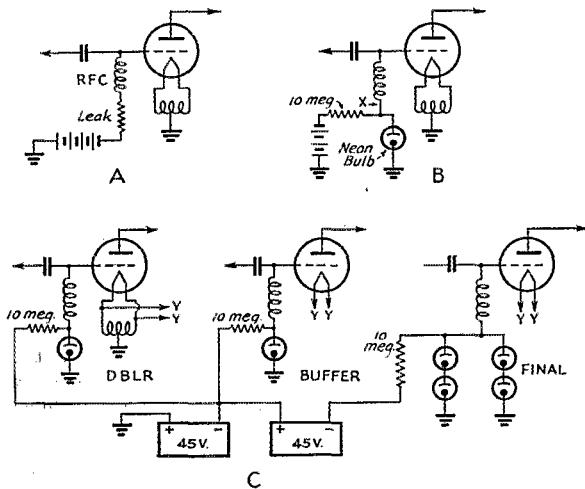 RFC
Leak
A
10 meg.
X
Neon
Bulb
B
10 meg.
Y
Y
DBLR
10 meg.
Y Y
BUFFER
10
meg.
Y Y
FINAL
+ −
45V.
+ −
45V.
C